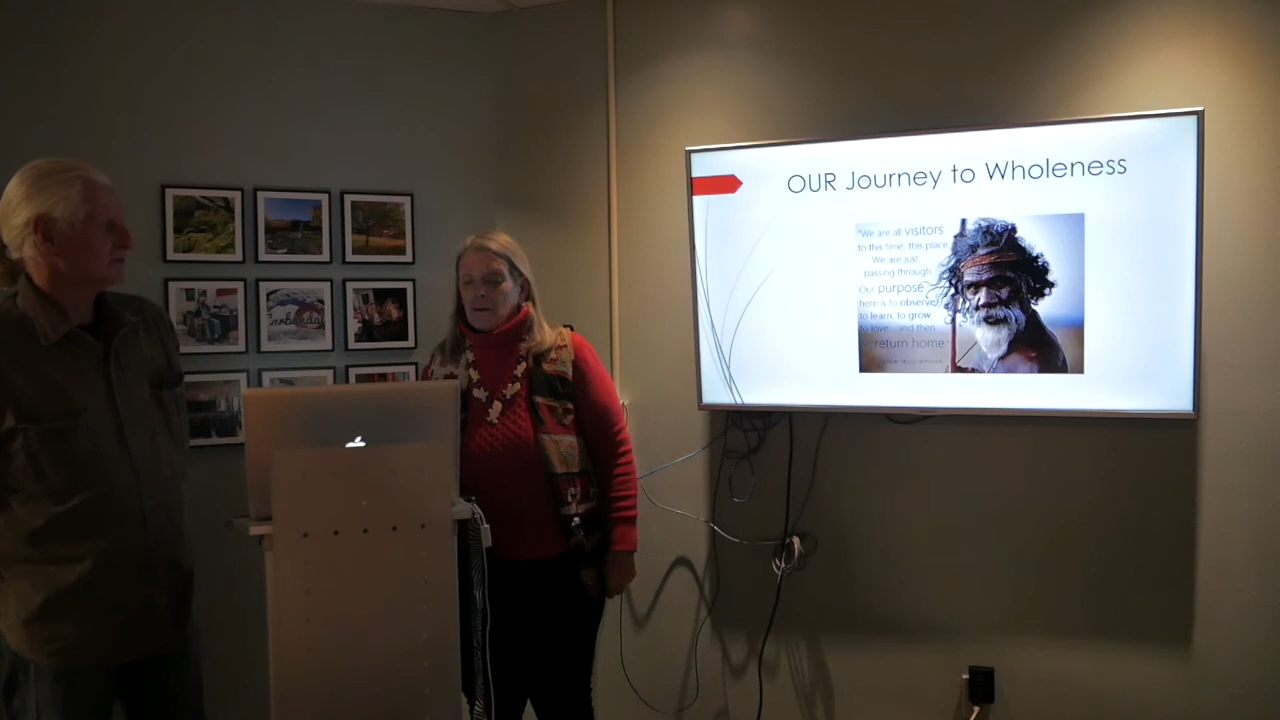 OUR Journey to Wholeness
"We are all visitors
to this time, this place.
We are just
passing through.
Our purpose
here is to observe,
to learn, to grow,
to love... and then
return home
Carbondale